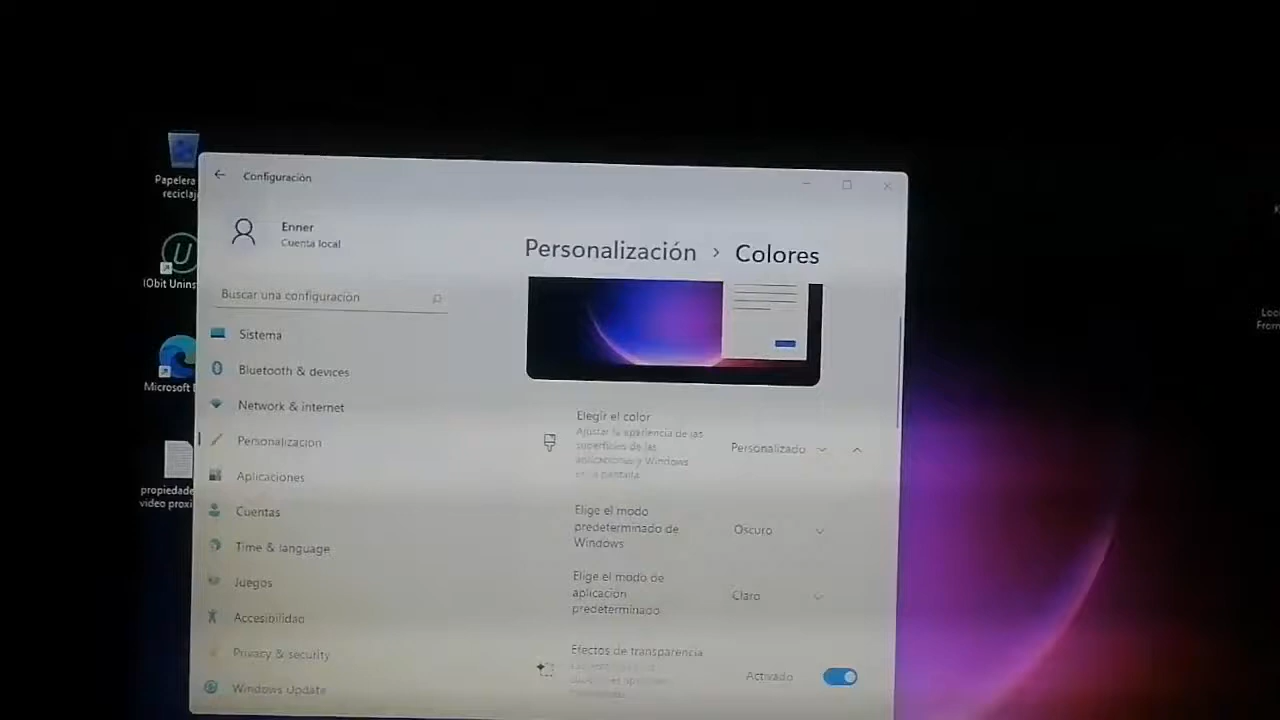 Papelera
reciclaj
IObit Unins
Microsoft
propiedade
video proxi
Configuración
Enner
Cuenta local
Buscar una configuración
Sistema
Bluetooth & devices
Network & internet
Personalización
Aplicaciones
Cuentas
Time & language
Juegos
Accesibilidad
Privacy & security
Windows Update
Personalización > Colores
Elegir el color
Ajustar la apariencia de las
superficies de las
aplicaciones y Windows
en la pantalla
Personalizado
Elige el modo
predeterminado de
Windows
Oscuro
Elige el modo de
aplicación
predeterminado
Claro
Efectos de transparencia
Activado
Loc
From